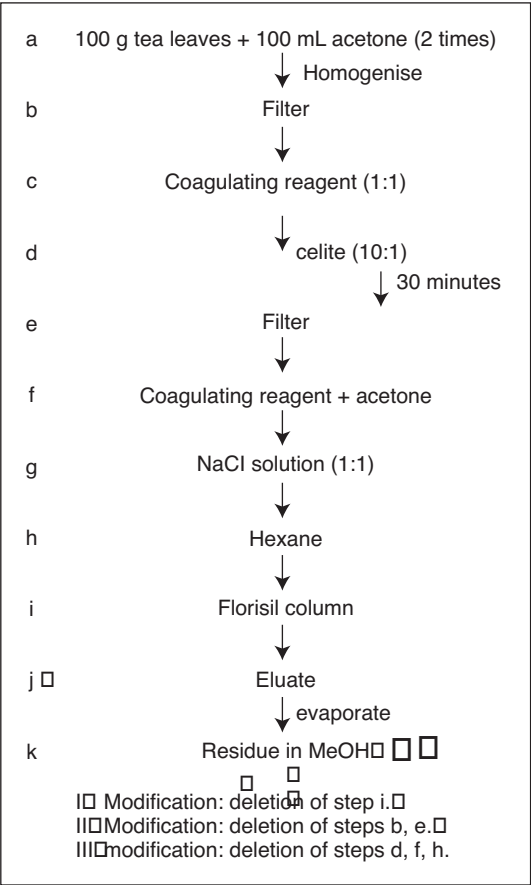 a 100 g tea leaves + 100 mL acetone (2 times)
Homogenise
b Filter
c Coagulating reagent (1:1)
d celite (10:1)
30 minutes
e Filter
f Coagulating reagent + acetone
g NaCl solution (1:1)
h Hexane
i Florisil column
j □ Eluate
evaporate
k Residue in MeOH□ □ □
I□ Modification: deletion of step i.□
II□Modification: deletion of steps b, e.□
III□modification: deletion of steps d, f, h.